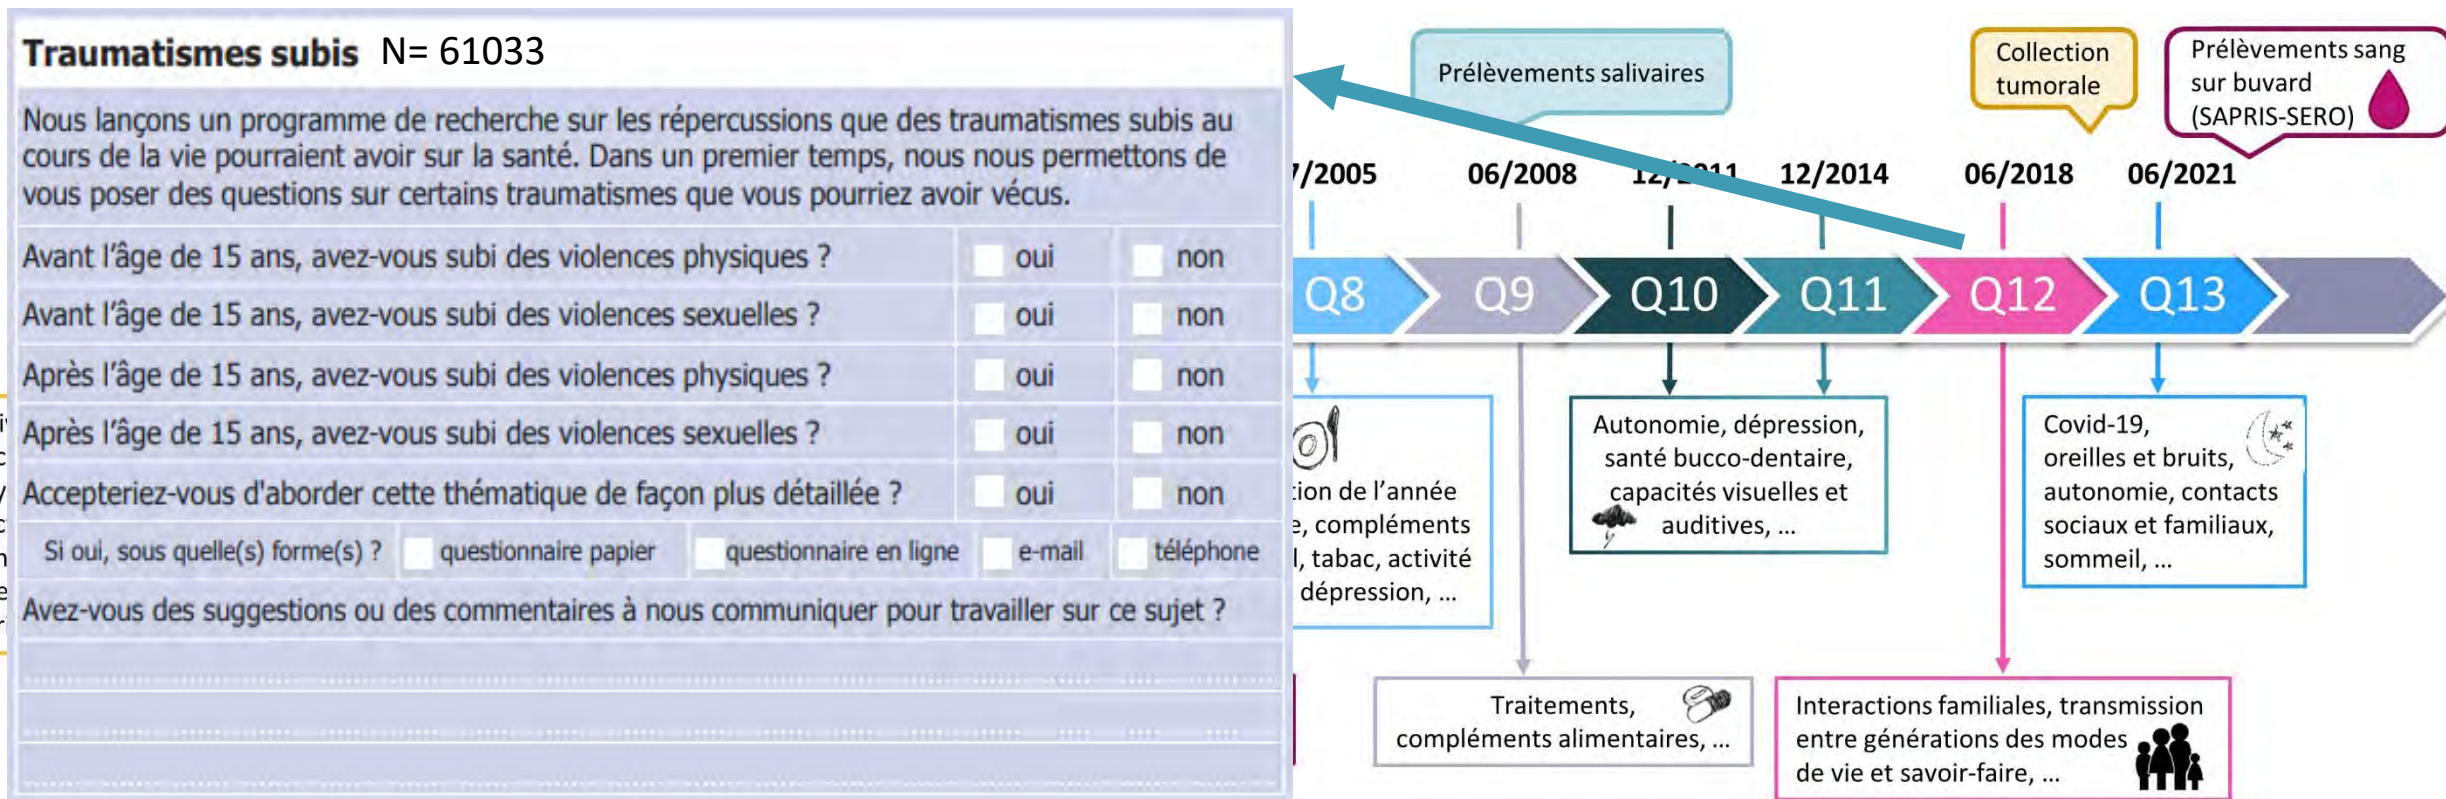 Traumatismes subis N= 61033
Nous lançons un programme de recherche sur les répercussions que des traumatismes subis au
cours de la vie pourraient avoir sur la santé. Dans un premier temps, nous nous permettons de
vous poser des questions sur certains traumatismes que vous pourriez avoir vécus.
Avant l'âge de 15 ans, avez-vous subi des violences physiques ? oui non
Avant l'âge de 15 ans, avez-vous subi des violences sexuelles ? oui non
Après l'âge de 15 ans, avez-vous subi des violences physiques ? oui non
Après l'âge de 15 ans, avez-vous subi des violences sexuelles ? oui non
Accepteriez-vous d'aborder cette thématique de façon plus détaillée ? oui non
Si oui, sous quelle(s) forme(s) ? questionnaire papier questionnaire en ligne e-mail téléphone
Avez-vous des suggestions ou des commentaires à nous communiquer pour travailler sur ce sujet ?
Prélèvements salivaires
Collection
tumorale
Prélèvements sang
sur buvard
(SAPRIS-SERO)
7/2005 06/2008 12/2011 12/2014 06/2018 06/2021
Q8 Q9 Q10 Q11 Q12 Q13
tion de l'année
e, compléments
l, tabac, activité
dépression, ...
Autonomie, dépression,
santé bucco-dentaire,
capacités visuelles et
auditives, ...
Covid-19,
oreilles et bruits,
autonomie, contacts
sociaux et familiaux,
sommeil, ...
Traitements,
compléments alimentaires, ...
Interactions familiales, transmission
entre générations des modes
de vie et savoir-faire, ...